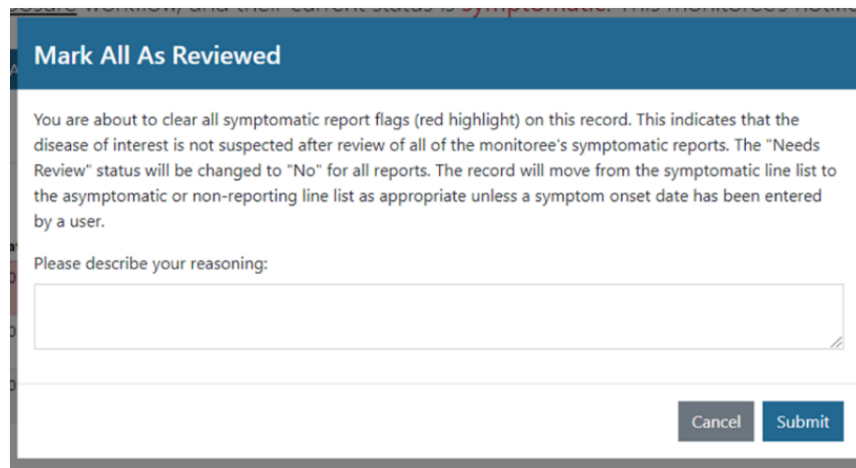 Mark All As Reviewed
You are about to clear all symptomatic report flags (red highlight) on this record. This indicates that the
disease of interest is not suspected after review of all of the monitoree's symptomatic reports. The "Needs
Review" status will be changed to "No" for all reports. The record will move from the symptomatic line list to
the asymptomatic or non-reporting line list as appropriate unless a symptom onset date has been entered
by a user.
Please describe your reasoning:
Cancel Submit